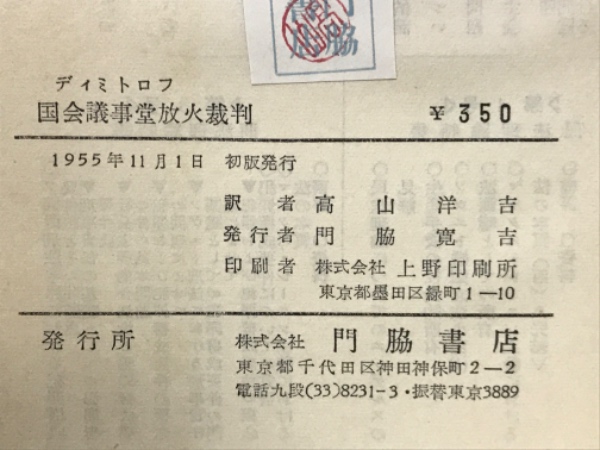 門
脇
ディミトロフ
国会議事堂放火裁判 ¥350
1955年11月1日 初版発行
訳者 高山洋吉
発行者 門脇寛吉
印刷者 株式会社 上野印刷所
東京都墨田区緑町1—10
発行所 株式会社 門脇書店
東京都千代田区神田神保町2—2
電話九段(33)8231-3・振替東京3889